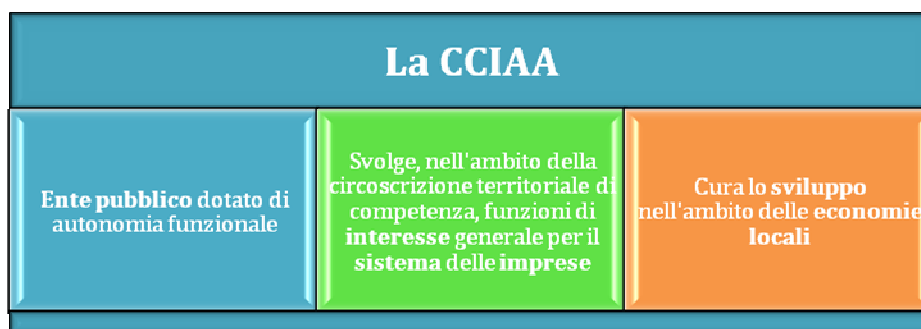 La CCIAA
Ente pubblico dotato di
autonomia funzionale
Svolge, nell'ambito della
circoscrizione territoriale di
competenza, funzioni di
interesse generale per il
sistema delle imprese
Cura lo sviluppo
nell'ambito delle economie
locali